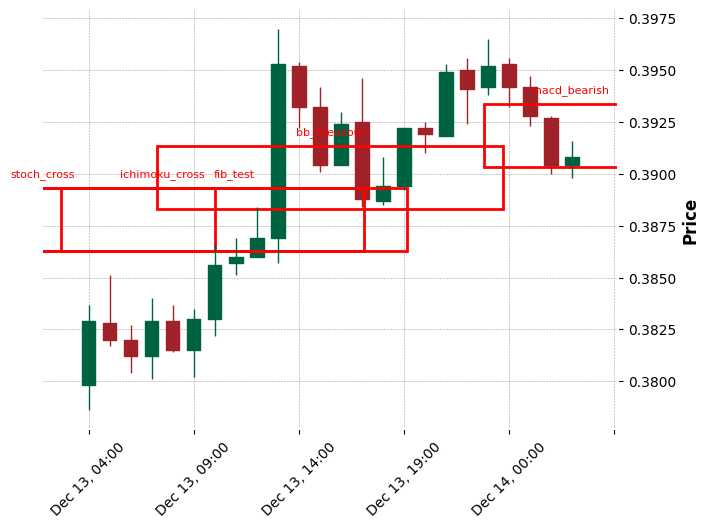 0.3975
0.3950
macd_bearish
0.3925
bb_breakout
0.3900
stoch_cross
ichimoku_cross
fib_test
0.3875
0.3850
0.3825
0.3800
Price
Dec 13, 04:00
Dec 13, 09:00
Dec 13, 14:00
Dec 13, 19:00
Dec 14, 00:00